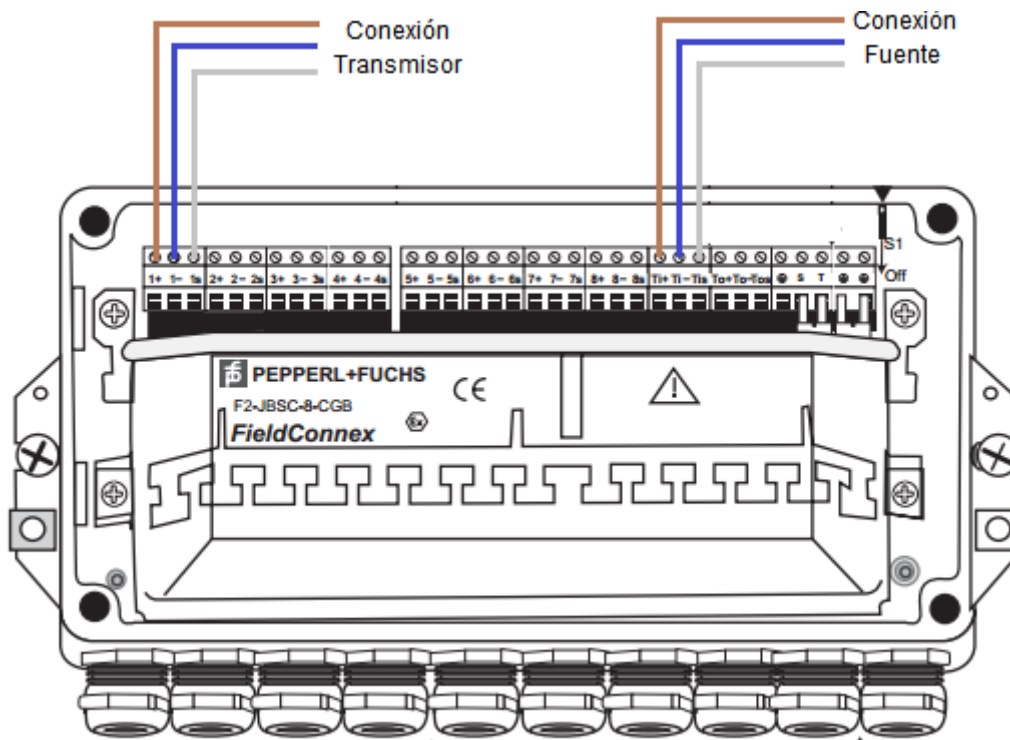 Conexión
Transmisor
Conexión
Fuente
S1
Off
1+ 1- 1s 2+ 2- 2s 3+ 3- 3s 4+ 4- 4s 5+ 5- 5s 6+ 6- 6s 7+ 7- 7s 8+ 8- 8s Ti+ Ti- Tis To+ To- Tos S T
PEPPERL+FUCHS
CE
F2-JBSC-8-CGB
Ex
FieldConnex